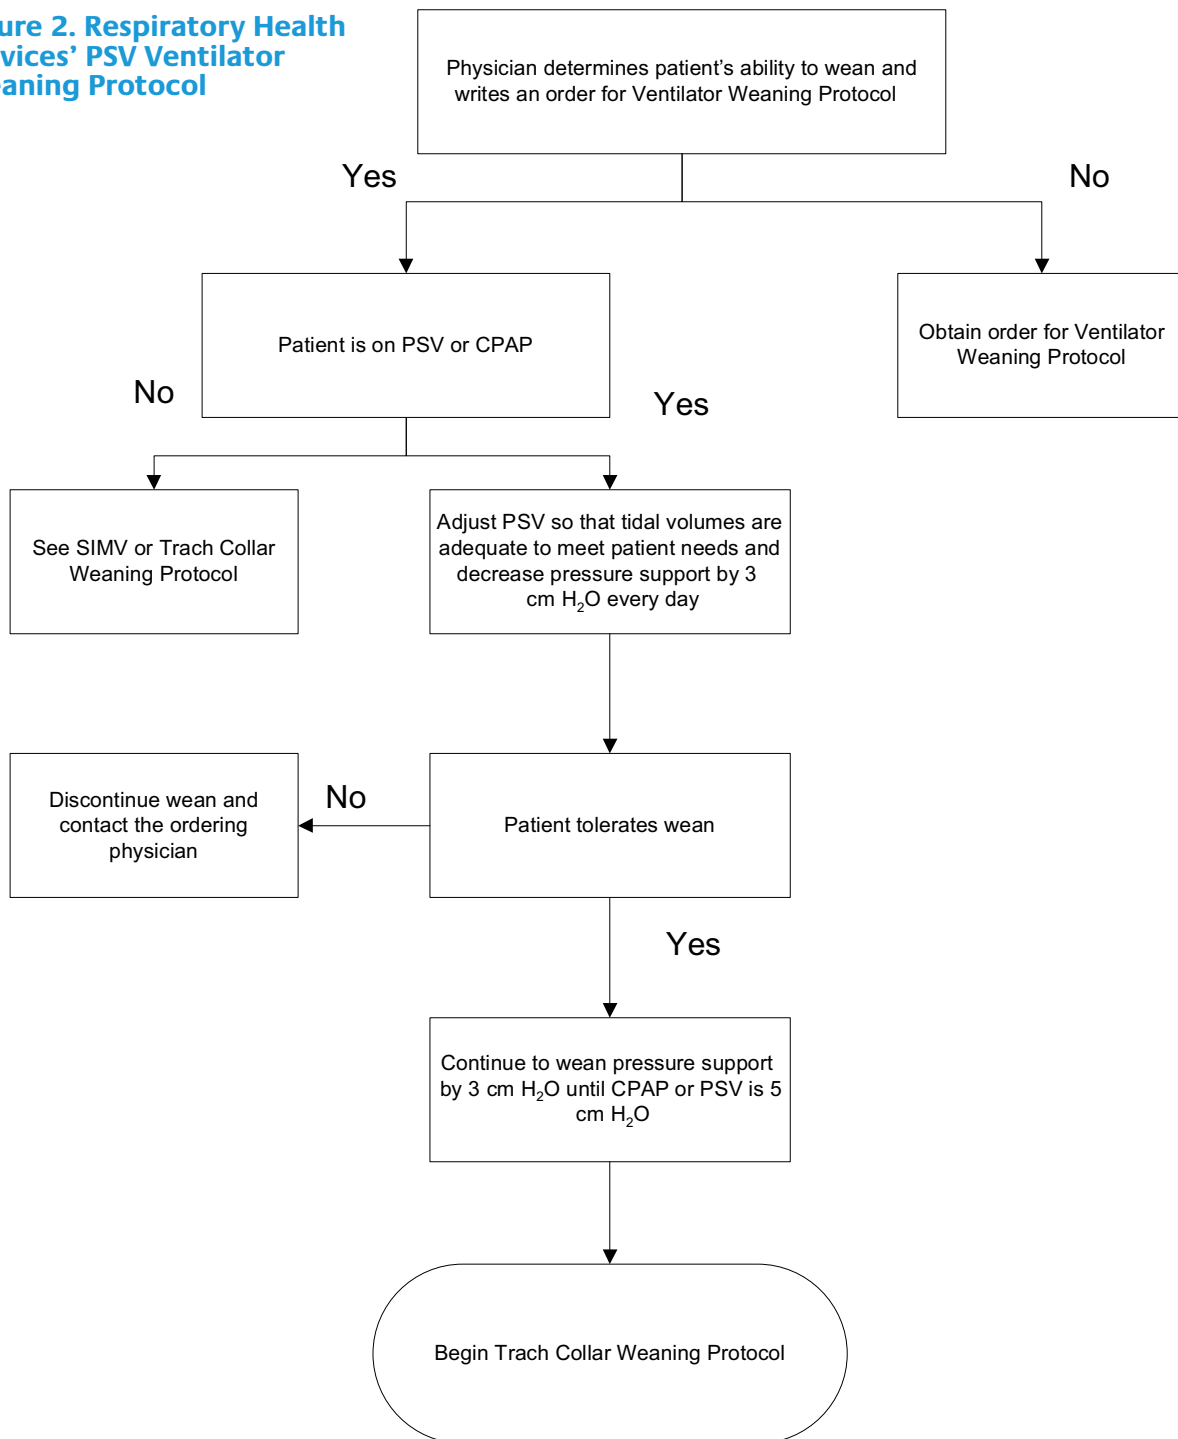 ure 2. Respiratory Health
vices’ PSV Ventilator
eaning Protocol
Physician determines patient’s ability to wean and
writes an order for Ventilator Weaning Protocol
Yes
No
Patient is on PSV or CPAP
Obtain order for Ventilator
Weaning Protocol
No
Yes
See SIMV or Trach Collar
Weaning Protocol
Adjust PSV so that tidal volumes are
adequate to meet patient needs and
decrease pressure support by 3
cm H₂O every day
Discontinue wean and
contact the ordering
physician
No
Patient tolerates wean
Yes
Continue to wean pressure support
by 3 cm H₂O until CPAP or PSV is 5
cm H₂O
Begin Trach Collar Weaning Protocol